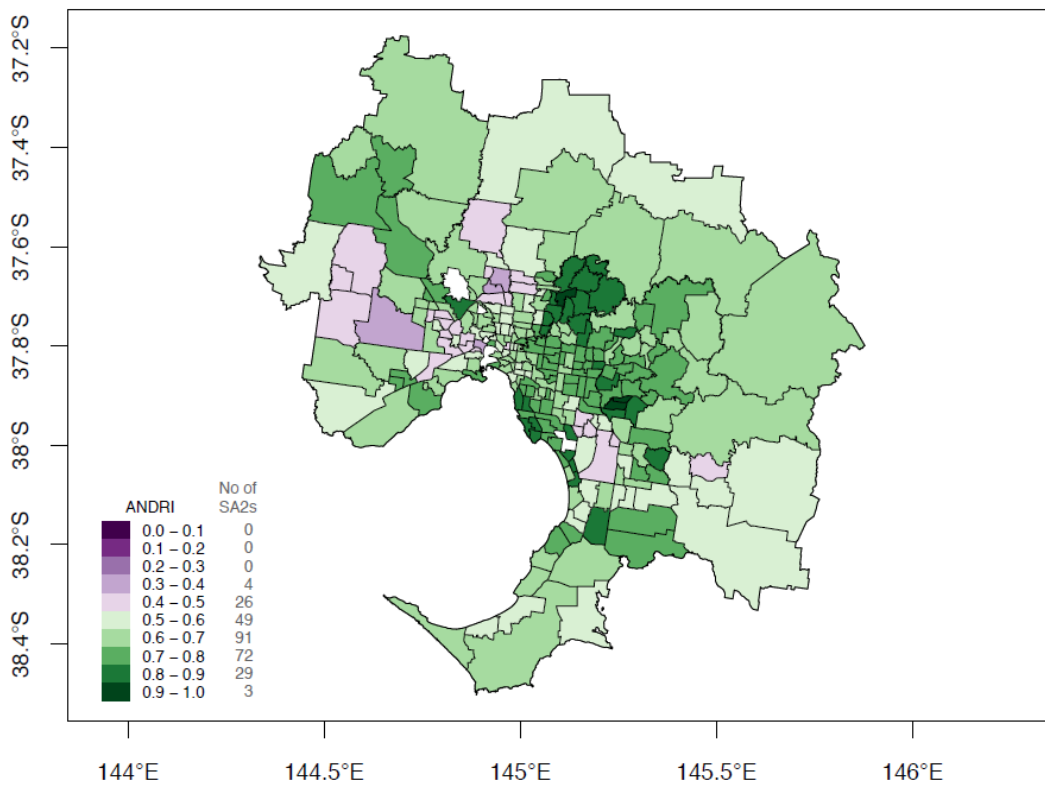 37.2°S
37.4°S
37.6°S
37.8°S
38°S
38.2°S
38.4°S
No of
ANDRI SA2s
0.0 – 0.1 0
0.1 – 0.2 0
0.2 – 0.3 0
0.3 – 0.4 4
0.4 – 0.5 26
0.5 – 0.6 49
0.6 – 0.7 91
0.7 – 0.8 72
0.8 – 0.9 29
0.9 – 1.0 3
144°E 144.5°E 145°E 145.5°E 146°E